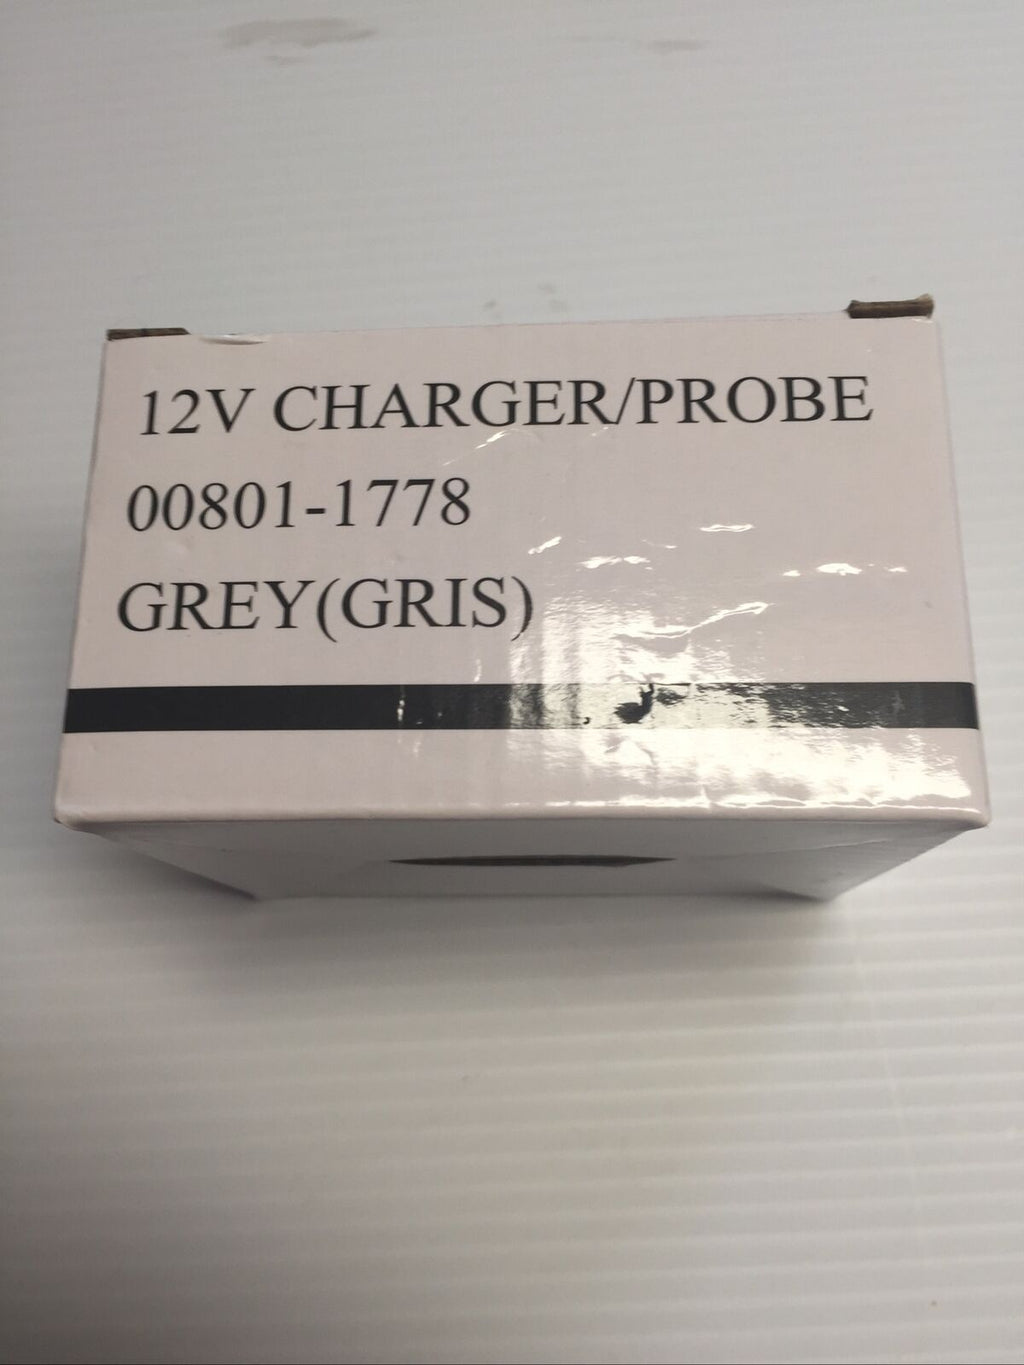 12V CHARGER/PROBE
00801-1778
GREY(GRIS)